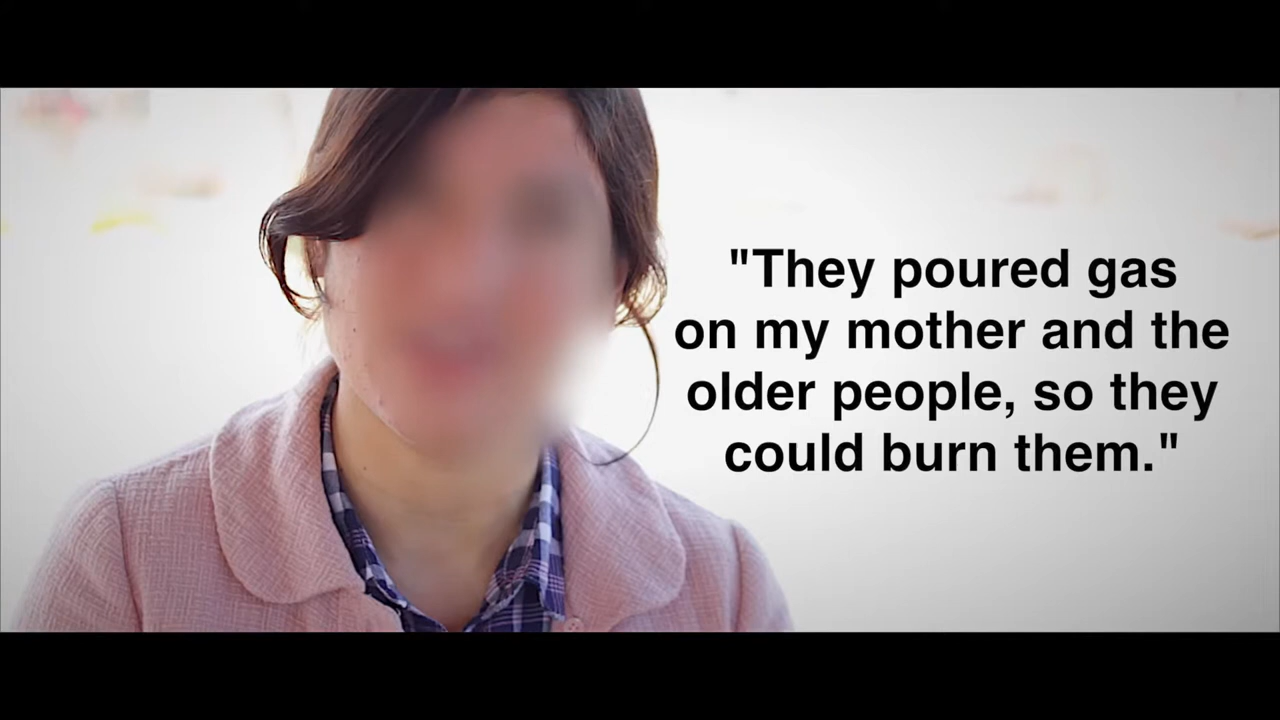 "They poured gas
on my mother and the
older people, so they
could burn them."